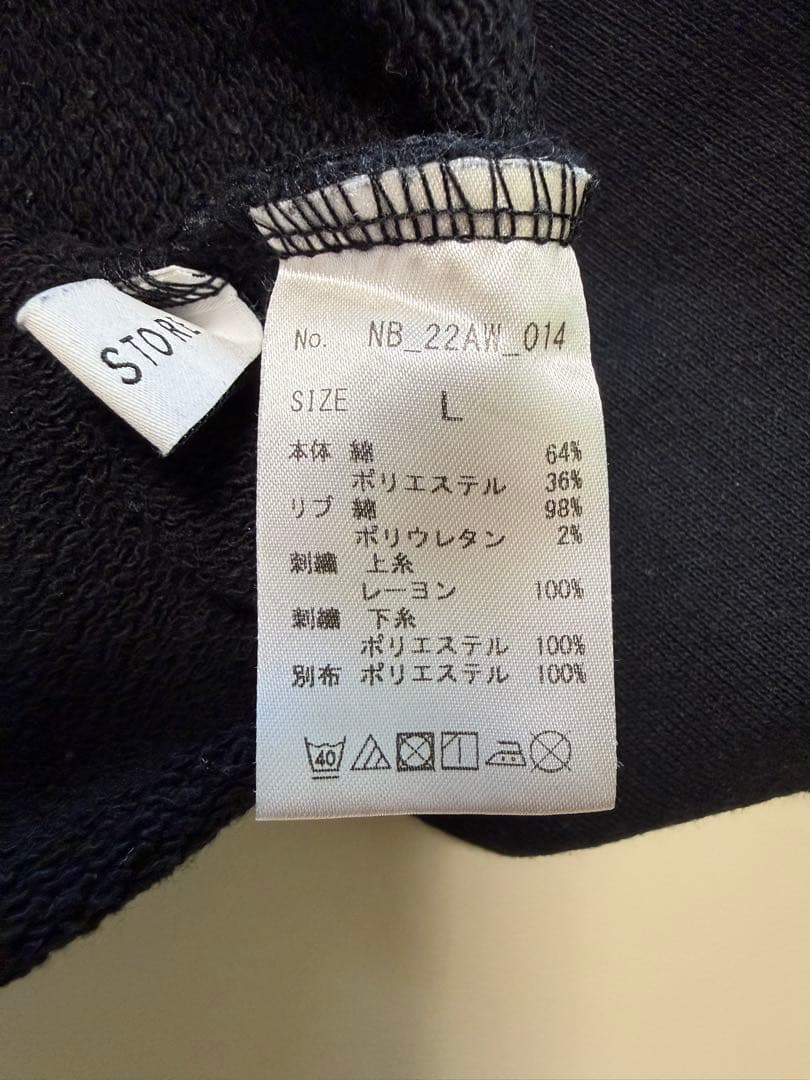 STORE
No. NB_22AW_014
SIZE L
本体 綿 64%
ポリエステル 36%
リブ 綿 98%
ポリウレタン 2%
刺繍 上糸
レーヨン 100%
刺繍 下糸
ポリエステル 100%
別布 ポリエステル 100%
40